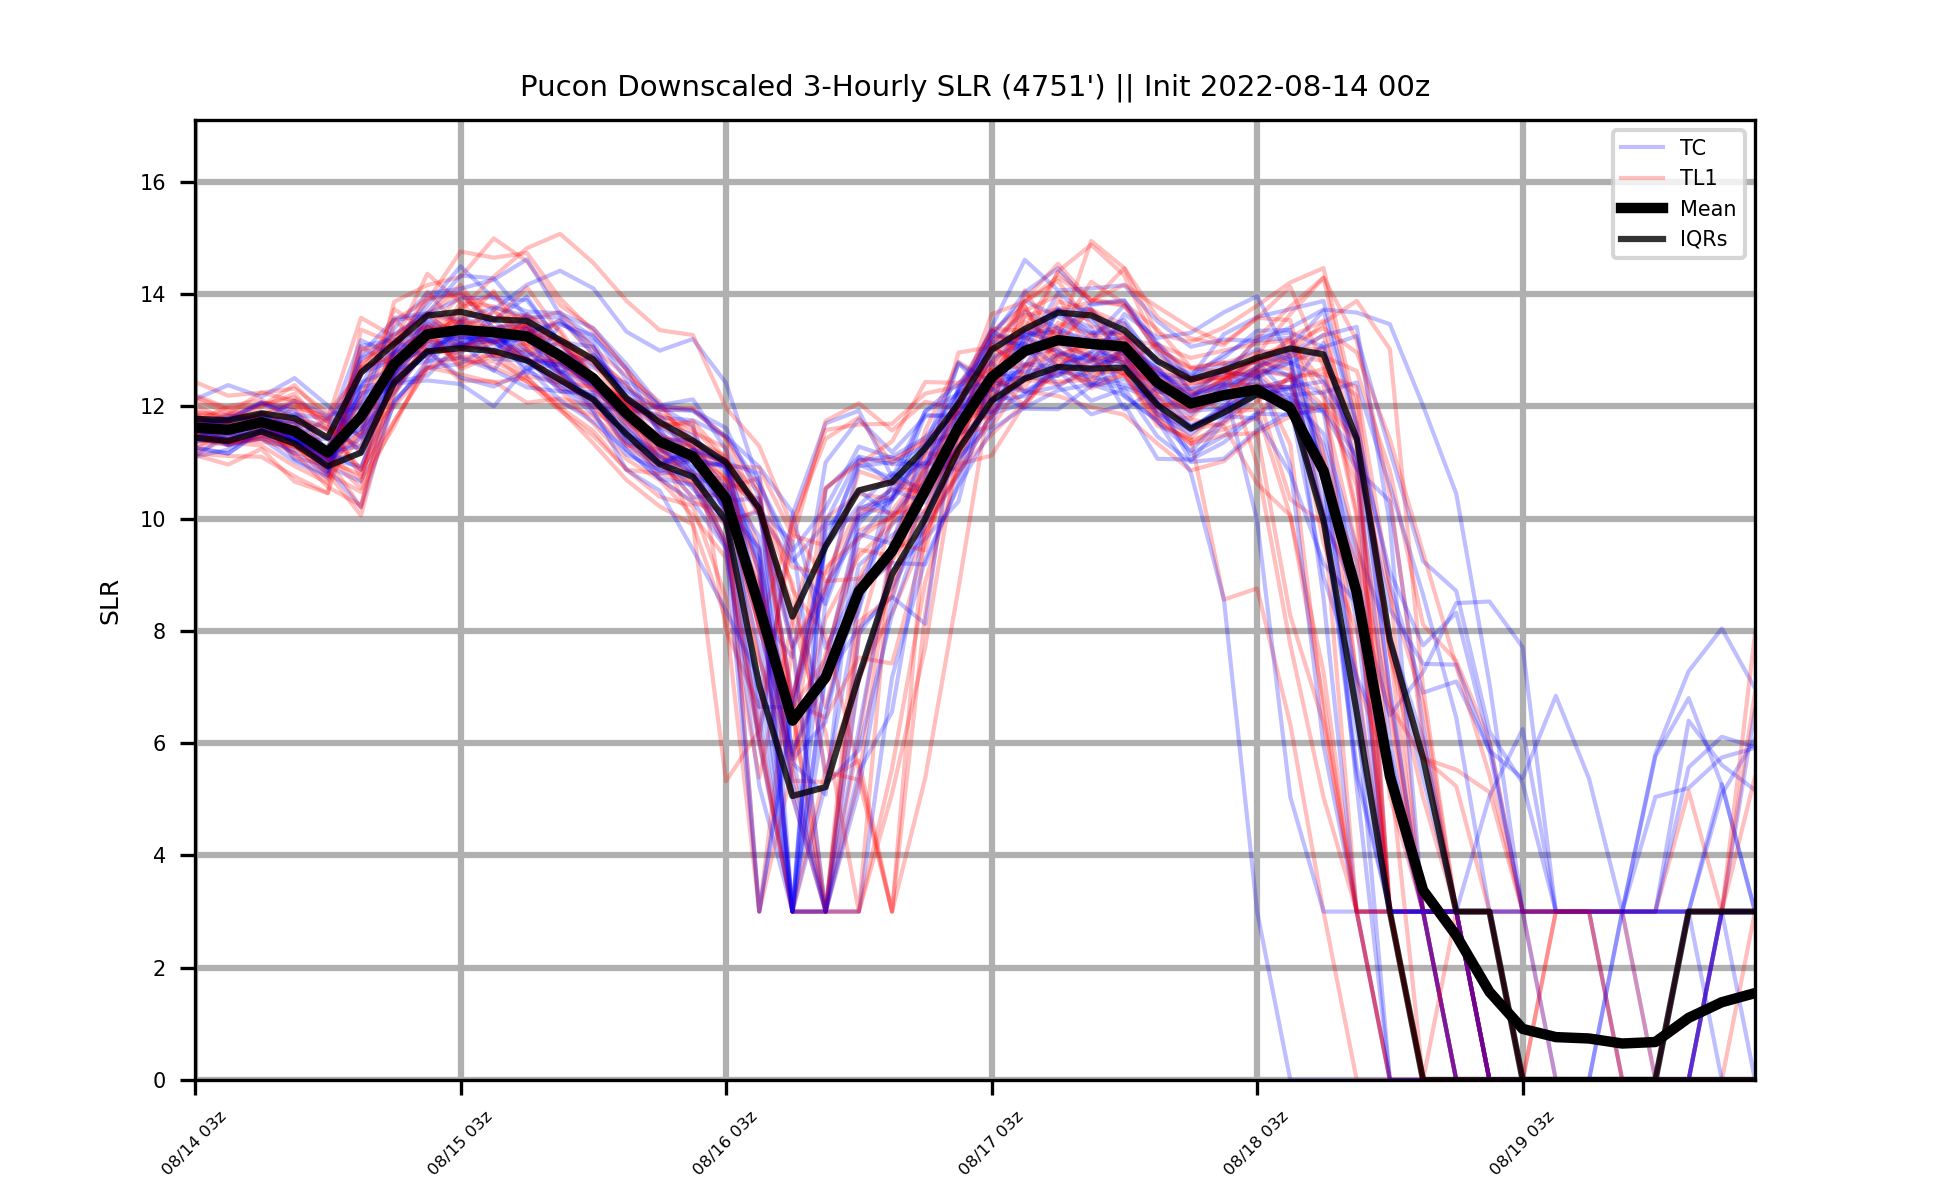 Pucon Downscaled 3-Hourly SLR (4751') || Init 2022-08-14 00z
TC
TL1
Mean
IQRs
SLR
16
14
12
10
8
6
4
2
0
08/14 03z
08/15 03z
08/16 03z
08/17 03z
08/18 03z
08/19 03z